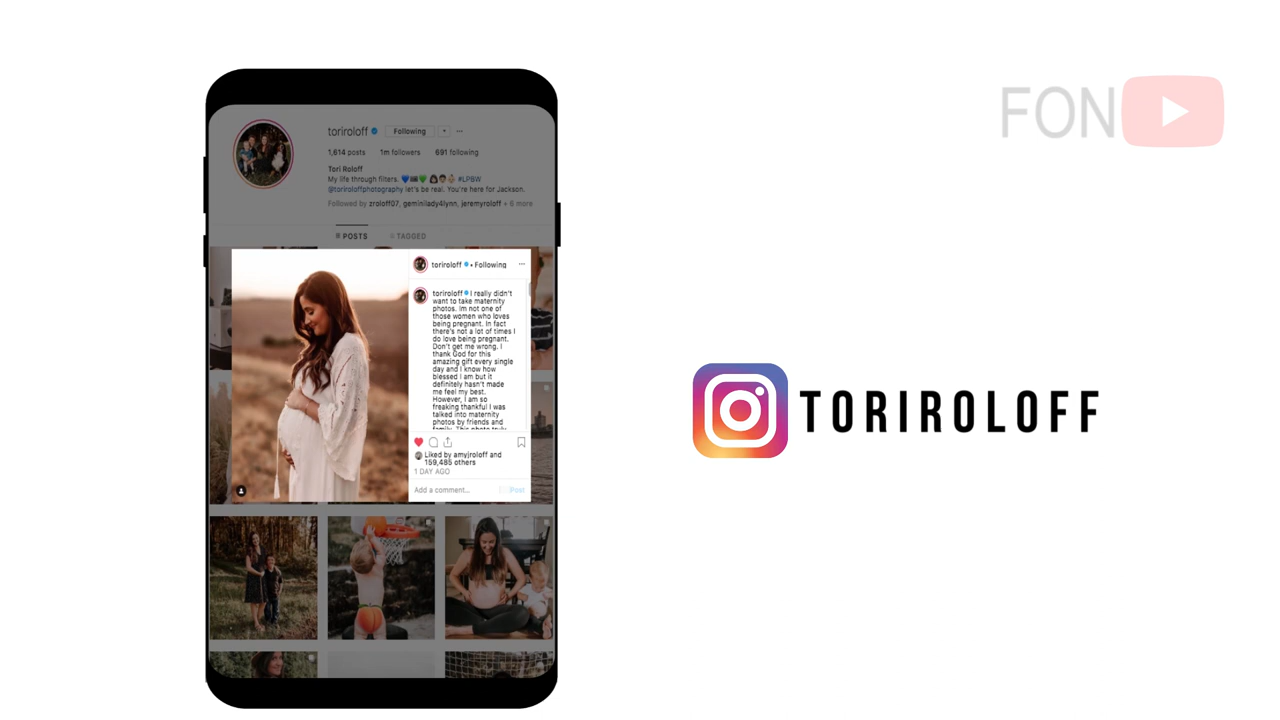 FON
toriroloff Following
1,614 posts 1m followers 691 following
Tori Roloff
My life through filters. 💙📷💚 #LPBW
@toriroloffphotography let's be real. You're here for Jackson.
Followed by zroloff07, geminilady4lynn, jeremyroloff + 6 more
POSTS TAGGED
toriroloff • Following
toriroloff I really didn't
want to take maternity
photos. Im not one of
those women who loves
being pregnant. In fact
there's not a lot of times I
do love being pregnant.
Don't get me wrong. I
thank God for this
amazing gift every single
day and I know how
blessed I am but it
definitely hasn't made
me feel my best.
However, I am so
freaking thankful I was
talked into maternity
photos by friends and
family. This photo truly
Liked by amyjroloff and
159,485 others
1 DAY AGO
Add a comment... Post
TORIROLOFF